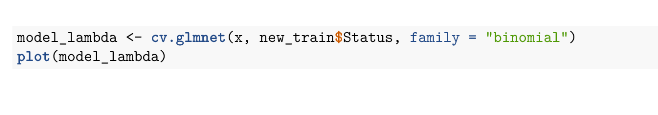 model_lambda <- cv.glmnet(x, new_train$Status, family = "binomial")
plot(model_lambda)